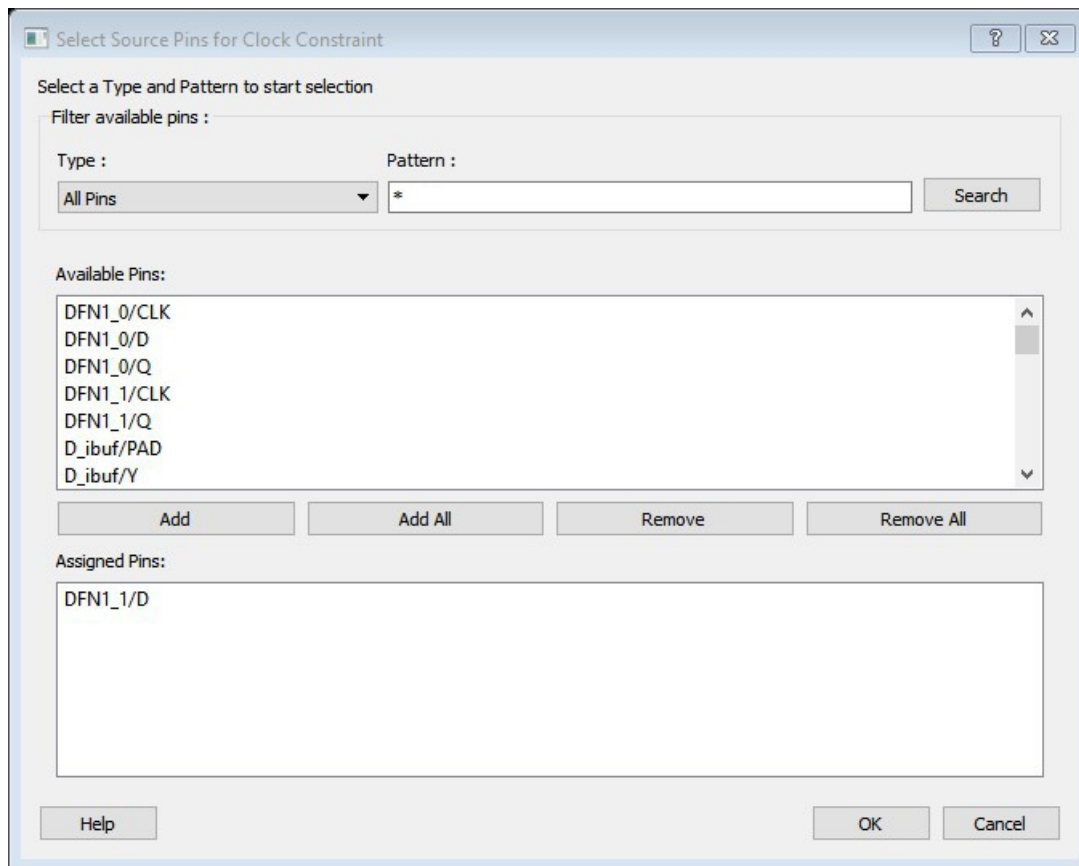 Select Source Pins for Clock Constraint
Select a Type and Pattern to start selection
Filter available pins :
Type : Pattern :
All Pins * Search
Available Pins:
DFN1_0/CLK
DFN1_0/D
DFN1_0/Q
DFN1_1/CLK
DFN1_1/Q
D_ibuf/PAD
D_ibuf/Y
Add Add All Remove Remove All
Assigned Pins:
DFN1_1/D
Help OK Cancel